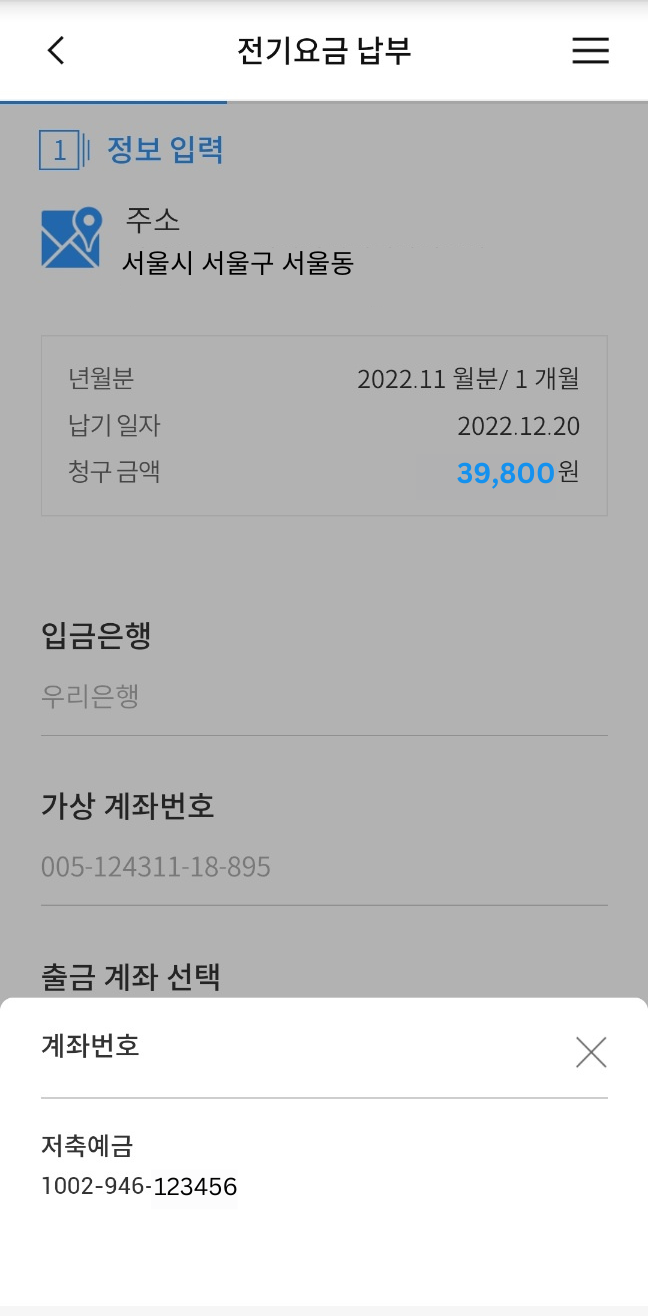 전기요금 납부
1 정보 입력
주소
서울시 서울구 서울동
년월분 2022.11 월분/ 1 개월
납기 일자 2022.12.20
청구 금액 39,800원
입금은행
우리은행
가상 계좌번호
005-124311-18-895
출금 계좌 선택
계좌번호
저축예금
1002-946-123456